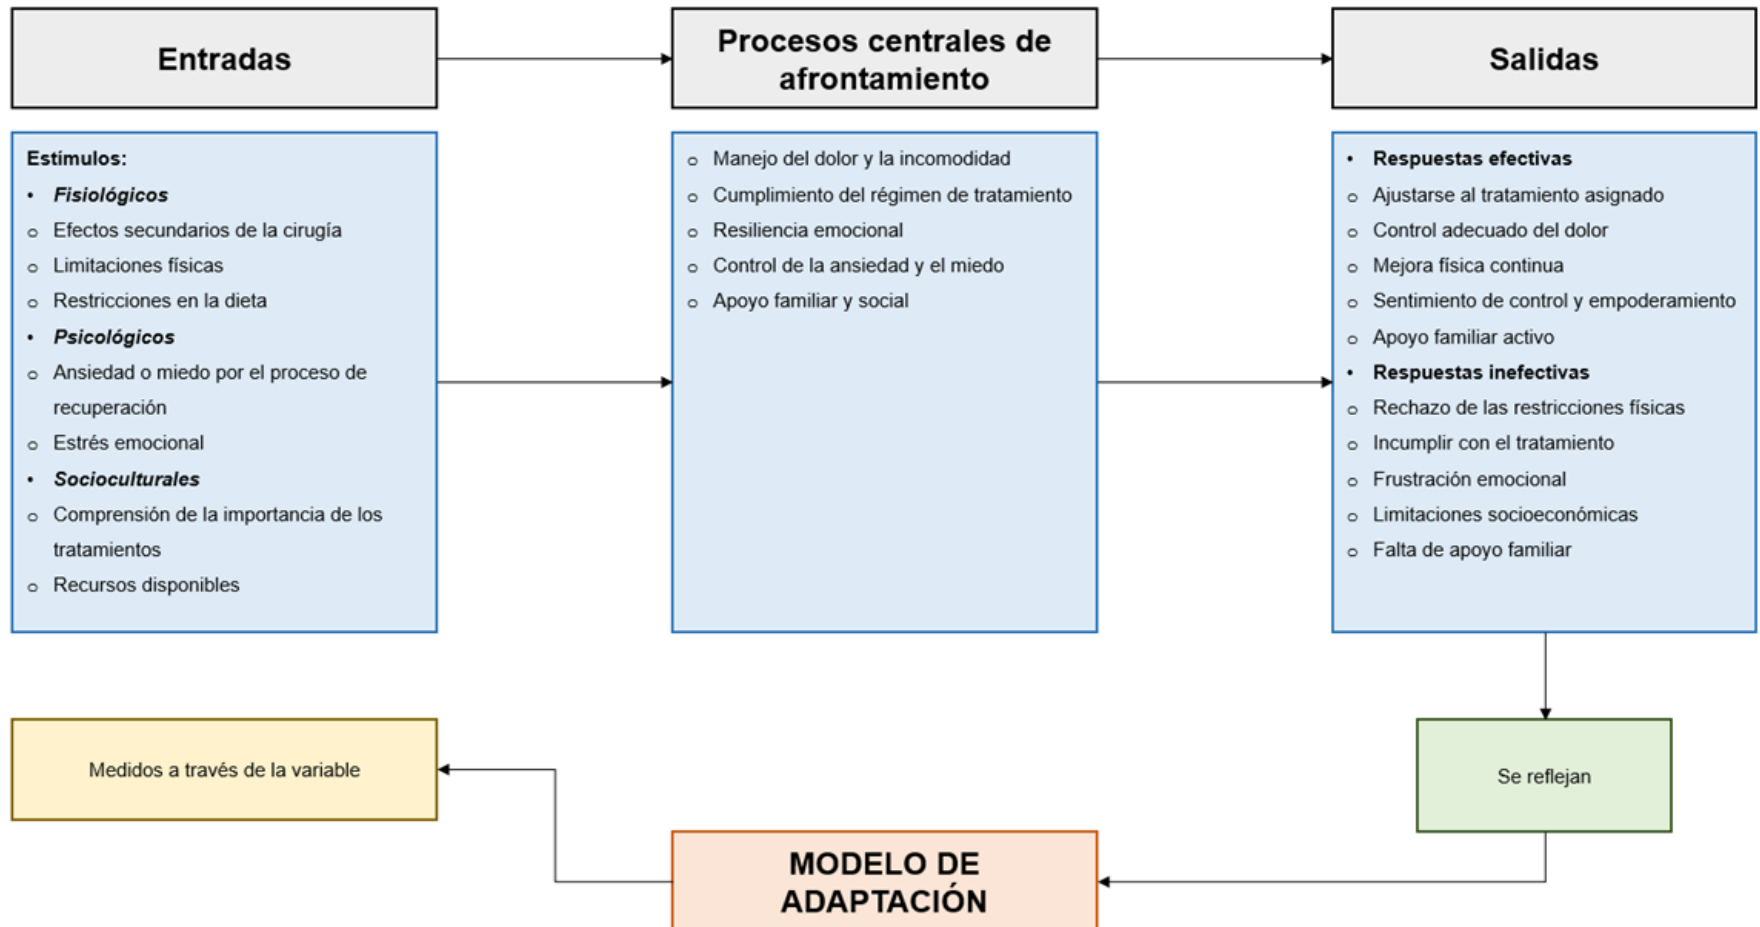 Entradas
Procesos centrales de
afrontamiento
Salidas
Estímulos:
• Fisiológicos
o Efectos secundarios de la cirugía
o Limitaciones físicas
o Restricciones en la dieta
• Psicológicos
o Ansiedad o miedo por el proceso de
recuperación
o Estrés emocional
• Socioculturales
o Comprensión de la importancia de los
tratamientos
o Recursos disponibles
o Manejo del dolor y la incomodidad
o Cumplimiento del régimen de tratamiento
o Resiliencia emocional
o Control de la ansiedad y el miedo
o Apoyo familiar y social
• Respuestas efectivas
o Ajustarse al tratamiento asignado
o Control adecuado del dolor
o Mejora física continua
o Sentimiento de control y empoderamiento
o Apoyo familiar activo
• Respuestas inefectivas
o Rechazo de las restricciones físicas
o Incumplir con el tratamiento
o Frustración emocional
o Limitaciones socioeconómicas
o Falta de apoyo familiar
Medidos a través de la variable
Se reflejan
MODELO DE
ADAPTACIÓN